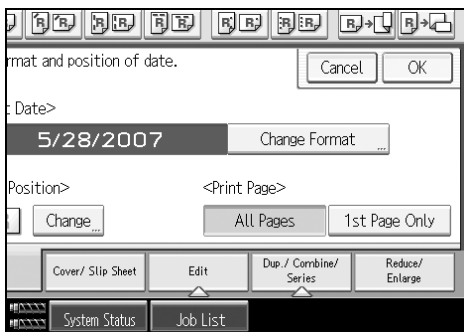 rmat and position of date.
Cancel
OK
Date>
5/28/2007
Change Format
Position>
<Print Page>
Change
All Pages
1st Page Only
Cover/ Slip Sheet
Edit
Dup./ Combine/
Series
Reduce/
Enlarge
System Status
Job List